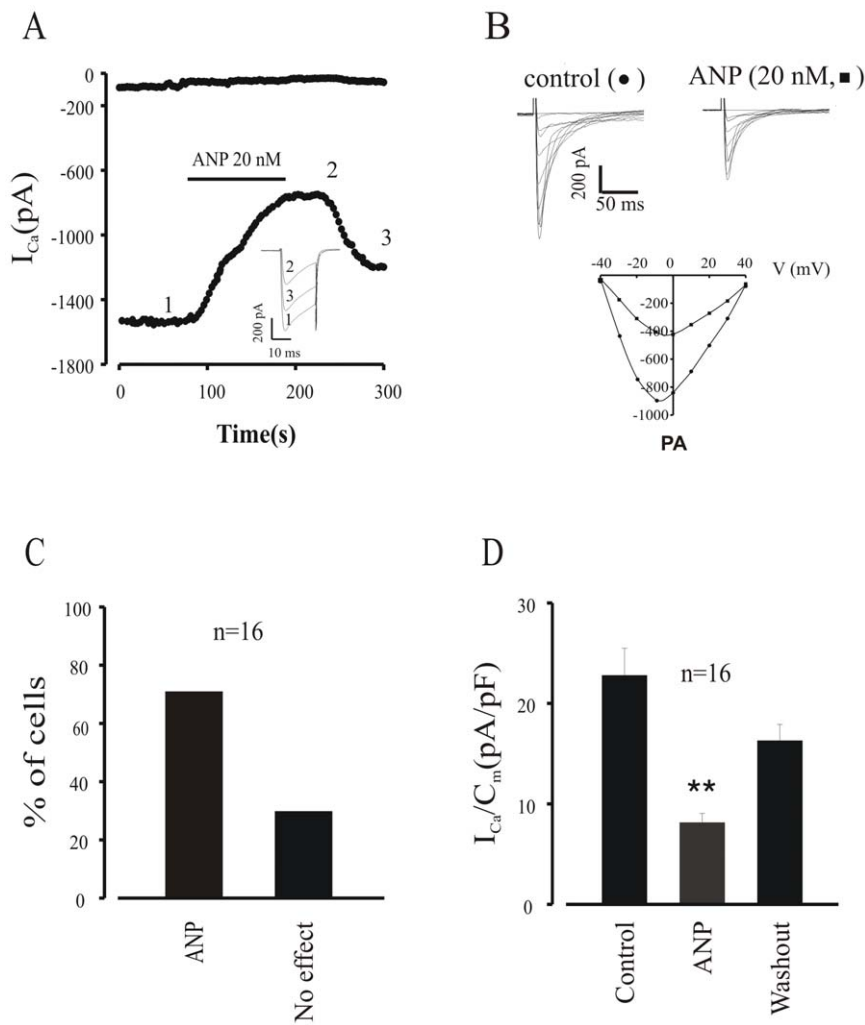 A
I_Ca(pA)
0
-200
-600
-1000
-1400
-1800
ANP 20 nM
1
2
3
2
3
1
200 pA
10 ms
0
100
200
300
Time(s)
B
control (●)
ANP (20 nM, ■)
200 pA
50 ms
-40
-20
0
20
40
V (mV)
-200
-400
-600
-800
-1000
PA
C
% of cells
100
80
60
40
20
0
n=16
ANP
No effect
D
I_Ca/C_m(pA/pF)
30
20
10
0
n=16
**
Control
ANP
Washout